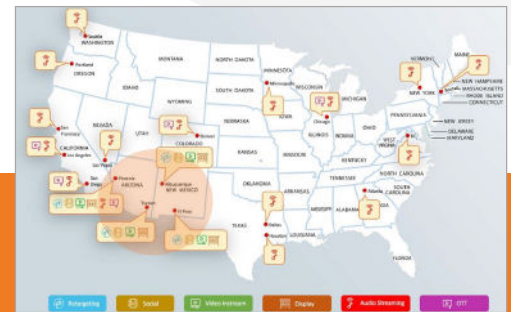 Seattle
WASHINGTON
MAINE
MONTANA
NORTH DAKOTA
VERMONT
Portland
OREGON
MINNESOTA
Minneapolis
NEW HAMPSHIRE
MASSACHUSETTS
RHODE ISLAND
CONNECTICUT
IDAHO
SOUTH DAKOTA
WISCONSIN
MICHIGAN
NEW YORK
WYOMING
PENNSYLVANIA
NEW JERSEY
IOWA
Chicago
NEBRASKA
DELAWARE
MARYLAND
San Francisco
NEVADA
UTAH
Denver
COLORADO
ILLINOIS
INDIANA
OHIO
WEST VIRGINIA
CALIFORNIA
Los Angeles
Las Vegas
KANSAS
MISSOURI
KENTUCKY
San Diego
Phoenix
ARIZONA
Albuquerque
NEW MEXICO
OKLAHOMA
ARKANSAS
TENNESSEE
NORTH CAROLINA
SOUTH CAROLINA
Atlanta
Tucson
El Paso
TEXAS
Dallas
MISSISSIPPI
ALABAMA
Houston
LOUISIANA
FLORIDA
Retargeting
Social
Video Instream
Display
Audio Streaming
OTT